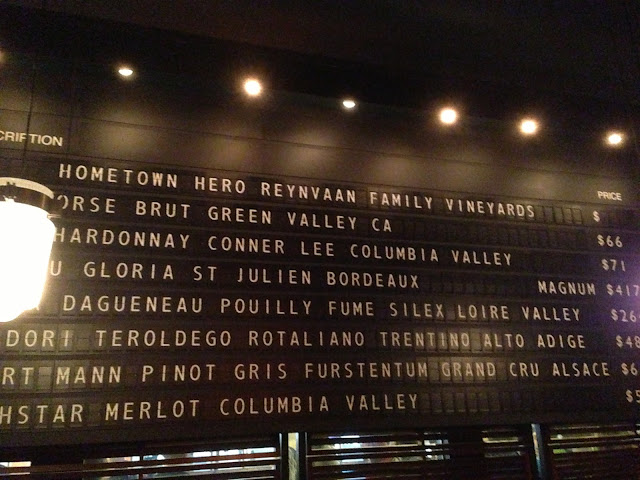 CRIPTION PRICE
HOMETOWN HERO REYNVAAN FAMILY VINEYARDS $
ORSE BRUT GREEN VALLEY CA $66
HARDONNAY CONNER LEE COLUMBIA VALLEY $71
U GLORIA ST JULIEN BORDEAUX MAGNUM $417
DAGUENEAU POUILLY FUME SILEX LOIRE VALLEY $26
DORI TEROLDEGO ROTALIANO TRENTINO ALTO ADIGE $48
RT MANN PINOT GRIS FURSTENTUM GRAND CRU ALSACE $6
HSTAR MERLOT COLUMBIA VALLEY $5